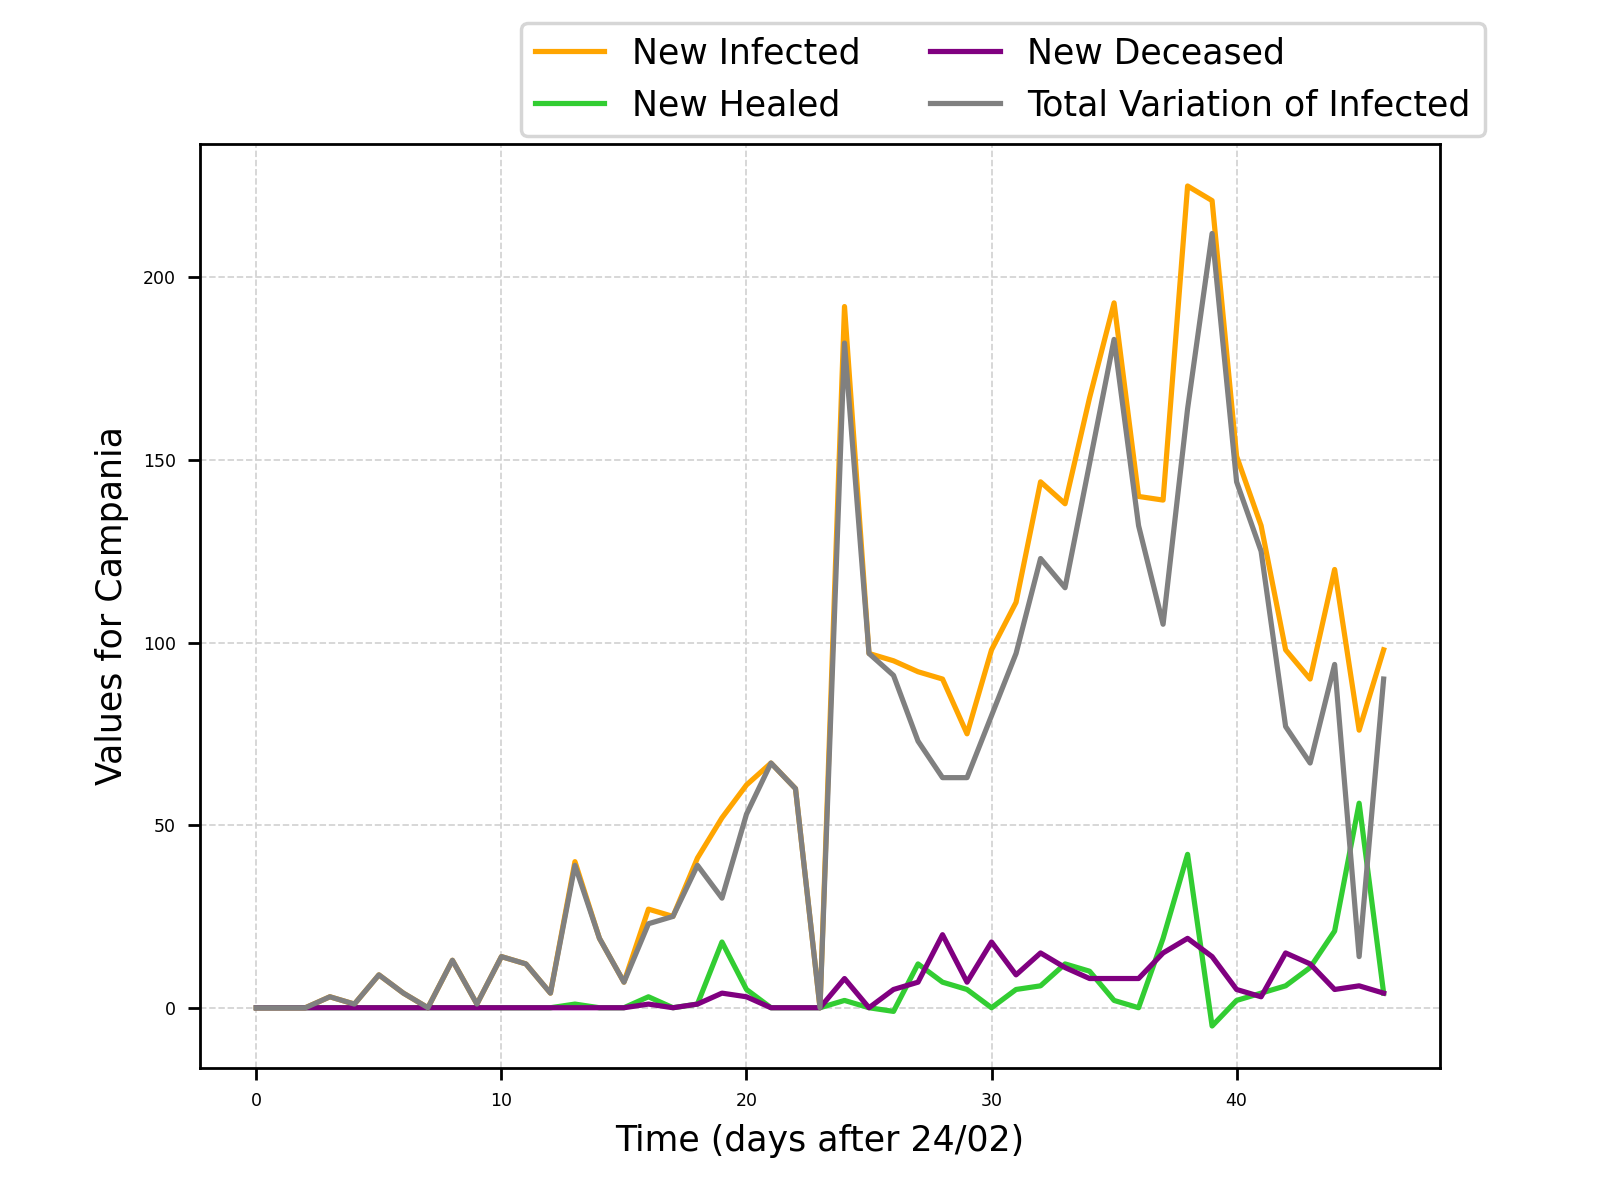 New Infected
New Healed
New Deceased
Total Variation of Infected
Values for Campania
200
150
100
50
0
0 10 20 30 40
Time (days after 24/02)